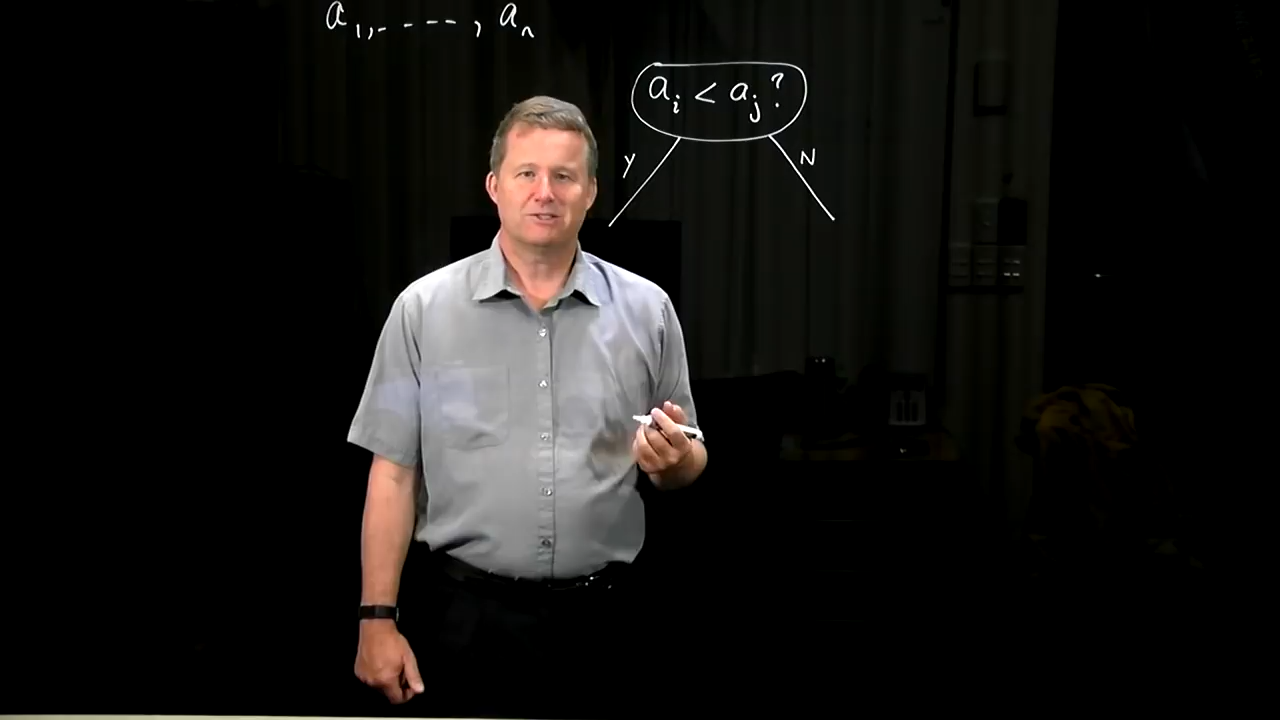 a₁, - - - - , aₙ
aᵢ < aⱼ ?
Y N